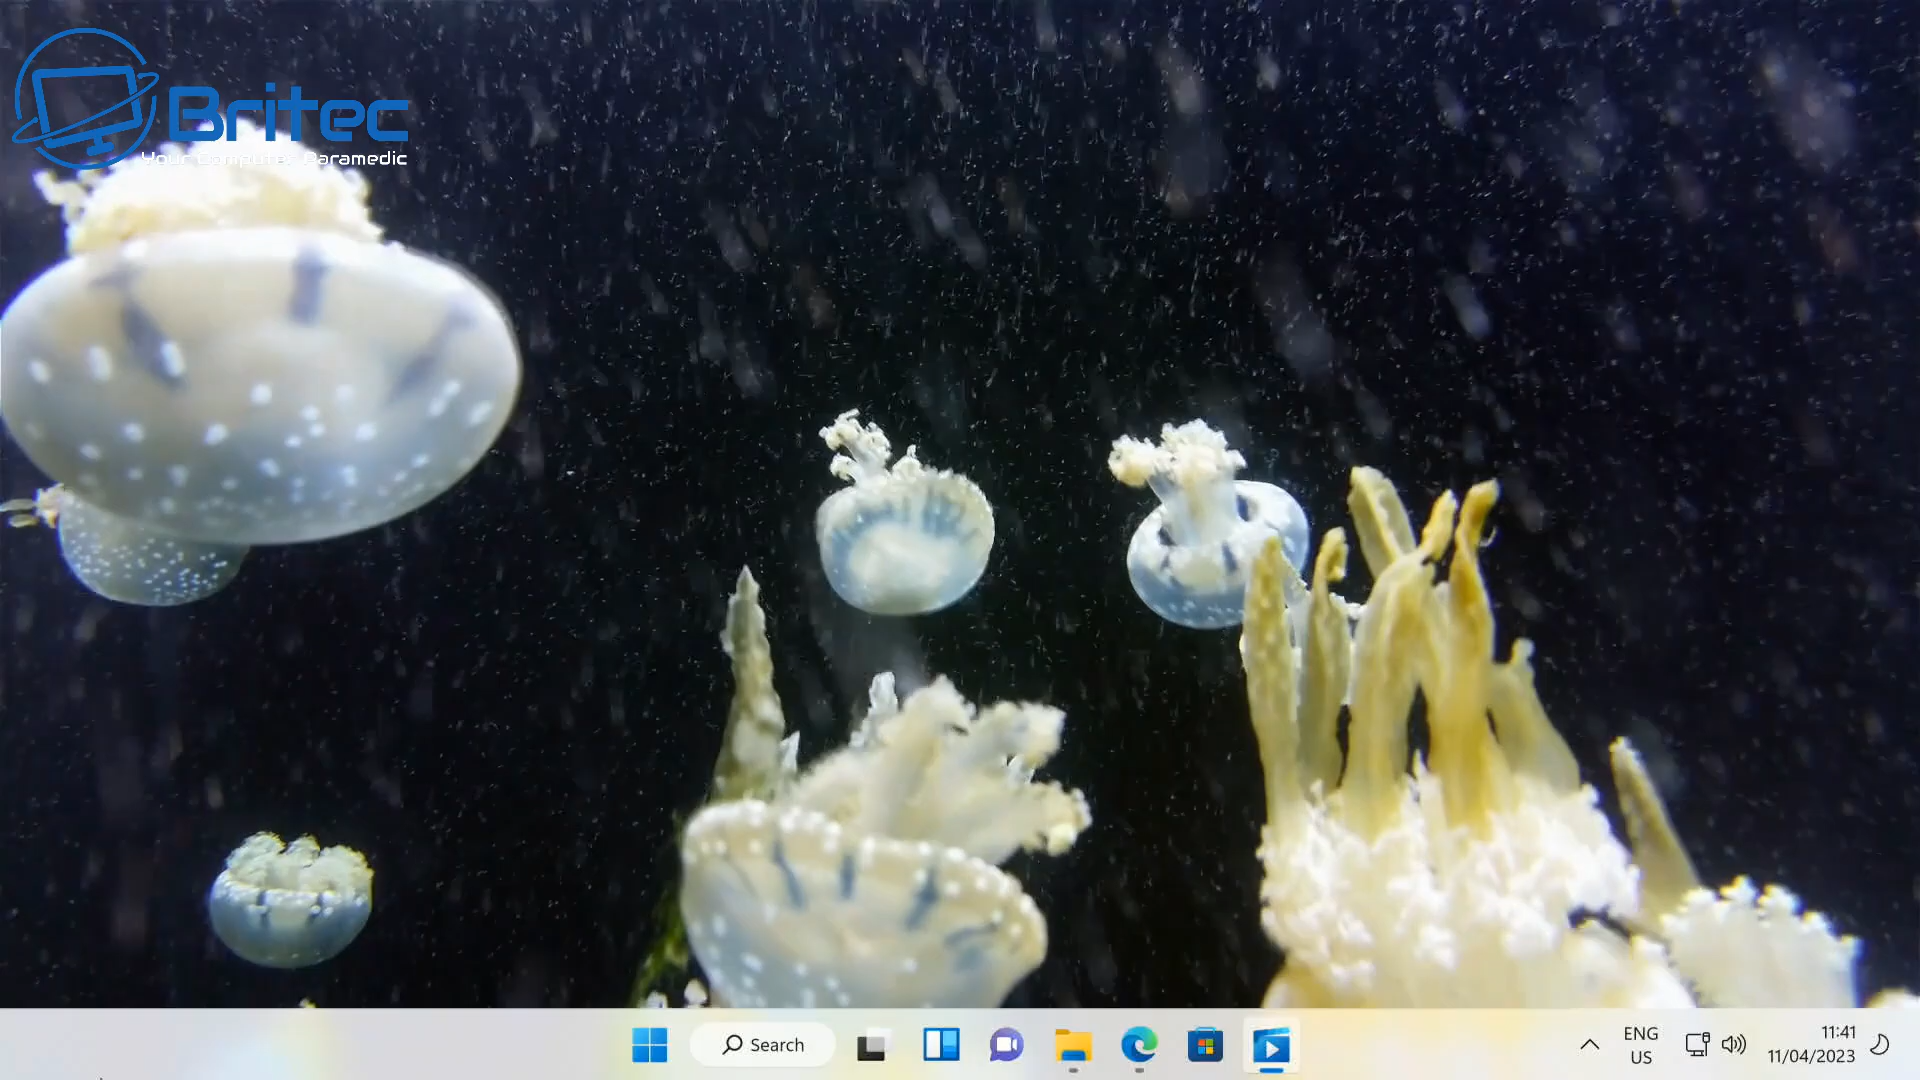 Britec
Your Computer Paramedic
Search
ENG
US
11:41
11/04/2023